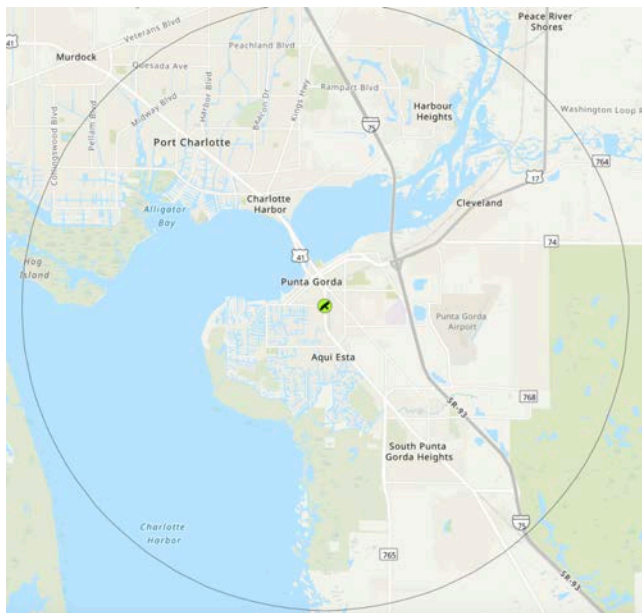 Peace River
Shores
41
Veterans Blvd
Peachland Blvd
Murdock
Quesada Ave
Rampart Blvd
Collingswood Blvd
Pellam Blvd
Midway Blvd
Harbor Blvd
Beacon Dr
Kings Hwy
Harbour
Heights
Washington Loop R
75
Port Charlotte
764
17
Charlotte
Harbor
Cleveland
Alligator
Bay
74
41
Hog
Island
Punta Gorda
Punta Gorda
Airport
Aqui Esta
768
SR-93
South Punta
Gorda Heights
Charlotte
Harbor
75
765
SR-93